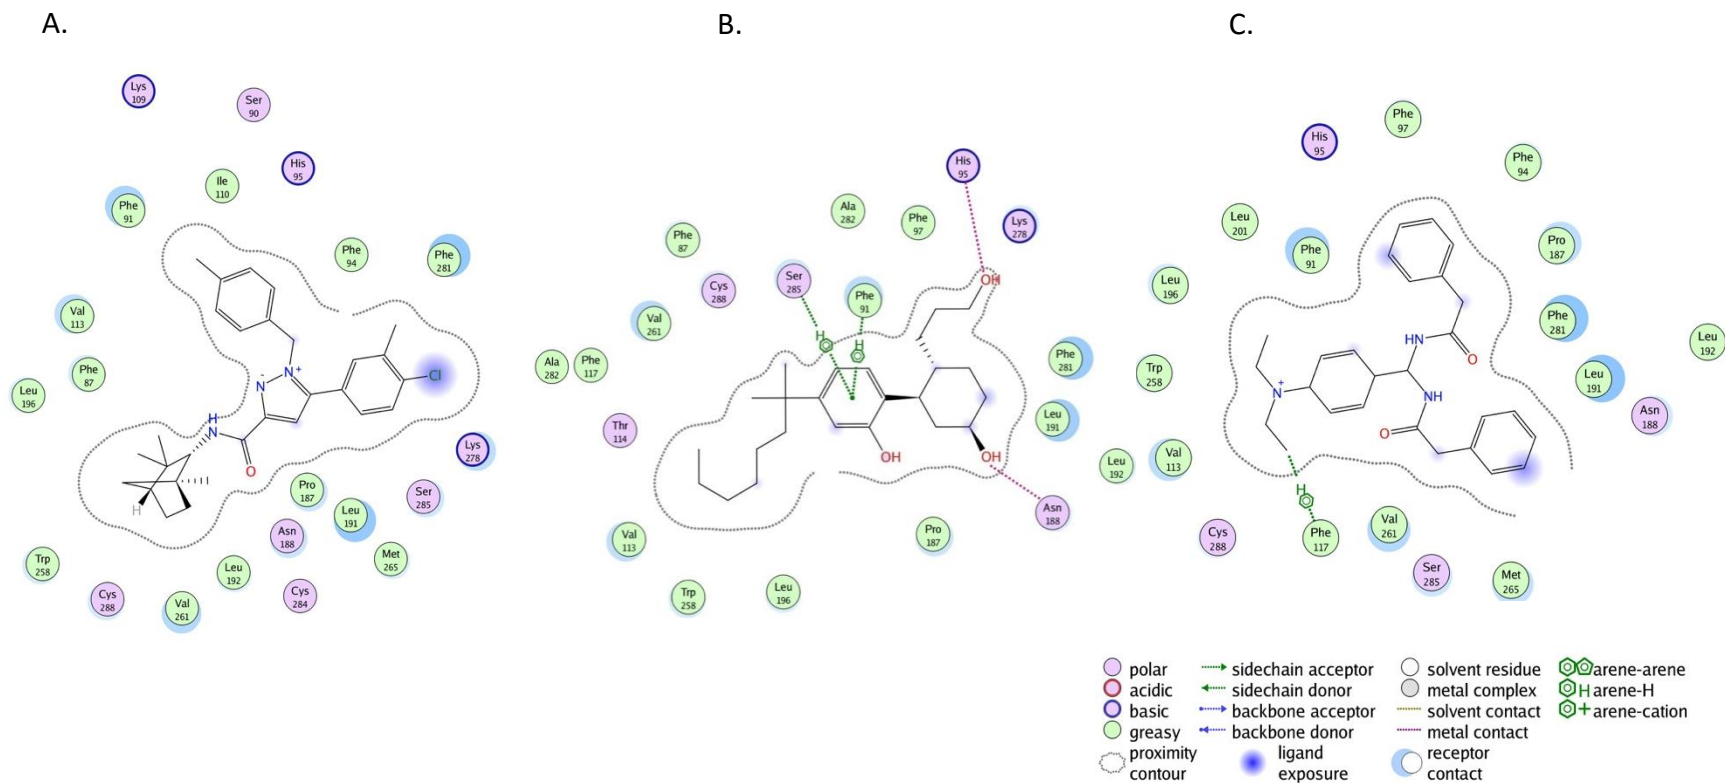 A.
B.
C.
Lys
109
Ser
90
His
95
Ile
110
Phe
91
Phe
94
Phe
281
Val
113
Phe
87
Leu
196
N
-
N
+
Cl
H
N
O
H
Lys
278
Pro
187
Leu
191
Ser
285
Asn
188
Met
265
Trp
258
Leu
192
Cys
288
Val
261
Cys
284
His
95
Lys
278
Ala
282
Phe
97
Phe
87
Cys
288
Ser
285
Phe
91
Val
261
Ala
282
Phe
117
H
H
OH
Phe
281
Leu
191
Thr
114
OH
OH
Asn
188
Val
113
Pro
187
Trp
258
Leu
196
Phe
97
His
95
Phe
94
Leu
201
Phe
91
Pro
187
Leu
196
Phe
281
Leu
192
Trp
258
HN
O
N
+
NH
O
Leu
191
Asn
188
Leu
192
Val
113
H
Cys
288
Phe
117
Val
261
Ser
285
Met
265
polar
acidic
basic
greasy
proximity
contour
sidechain acceptor
sidechain donor
backbone acceptor
backbone donor
ligand
exposure
solvent residue
metal complex
solvent contact
metal contact
receptor
contact
arene-arene
H arene-H
+ arene-cation